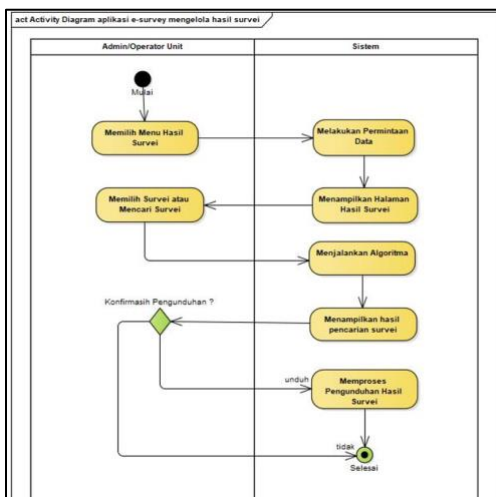 act Activity Diagram aplikasi e-survey mengelola hasil survei
Admin/Operator Unit
Sistem
Mulai
Memilih Menu Hasil
Survei
Melakukan Permintaan
Data
Memilih Survei atau
Mencari Survei
Menampilkan Halaman
Hasil Survei
Menjalankan Algoritma
Konfirmasih Pengunduhan ?
Menampilkan hasil
pencarian survei
unduh
Memproses
Pengunduhan Hasil
Survei
tidak
Selesai